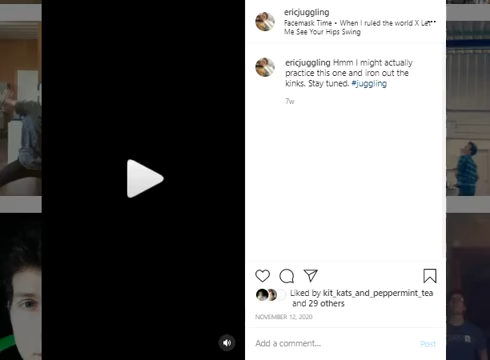 ericjuggling
Facemask Time • When I ruled the world X Let**
Me See Your Hips Swing
ericjuggling Hmm I might actually
practice this one and iron out the
kinks. Stay tuned. #juggling
7w
Liked by kit_kats_and_peppermint_tea
and 29 others
NOVEMBER 12, 2020
Add a comment...
Post